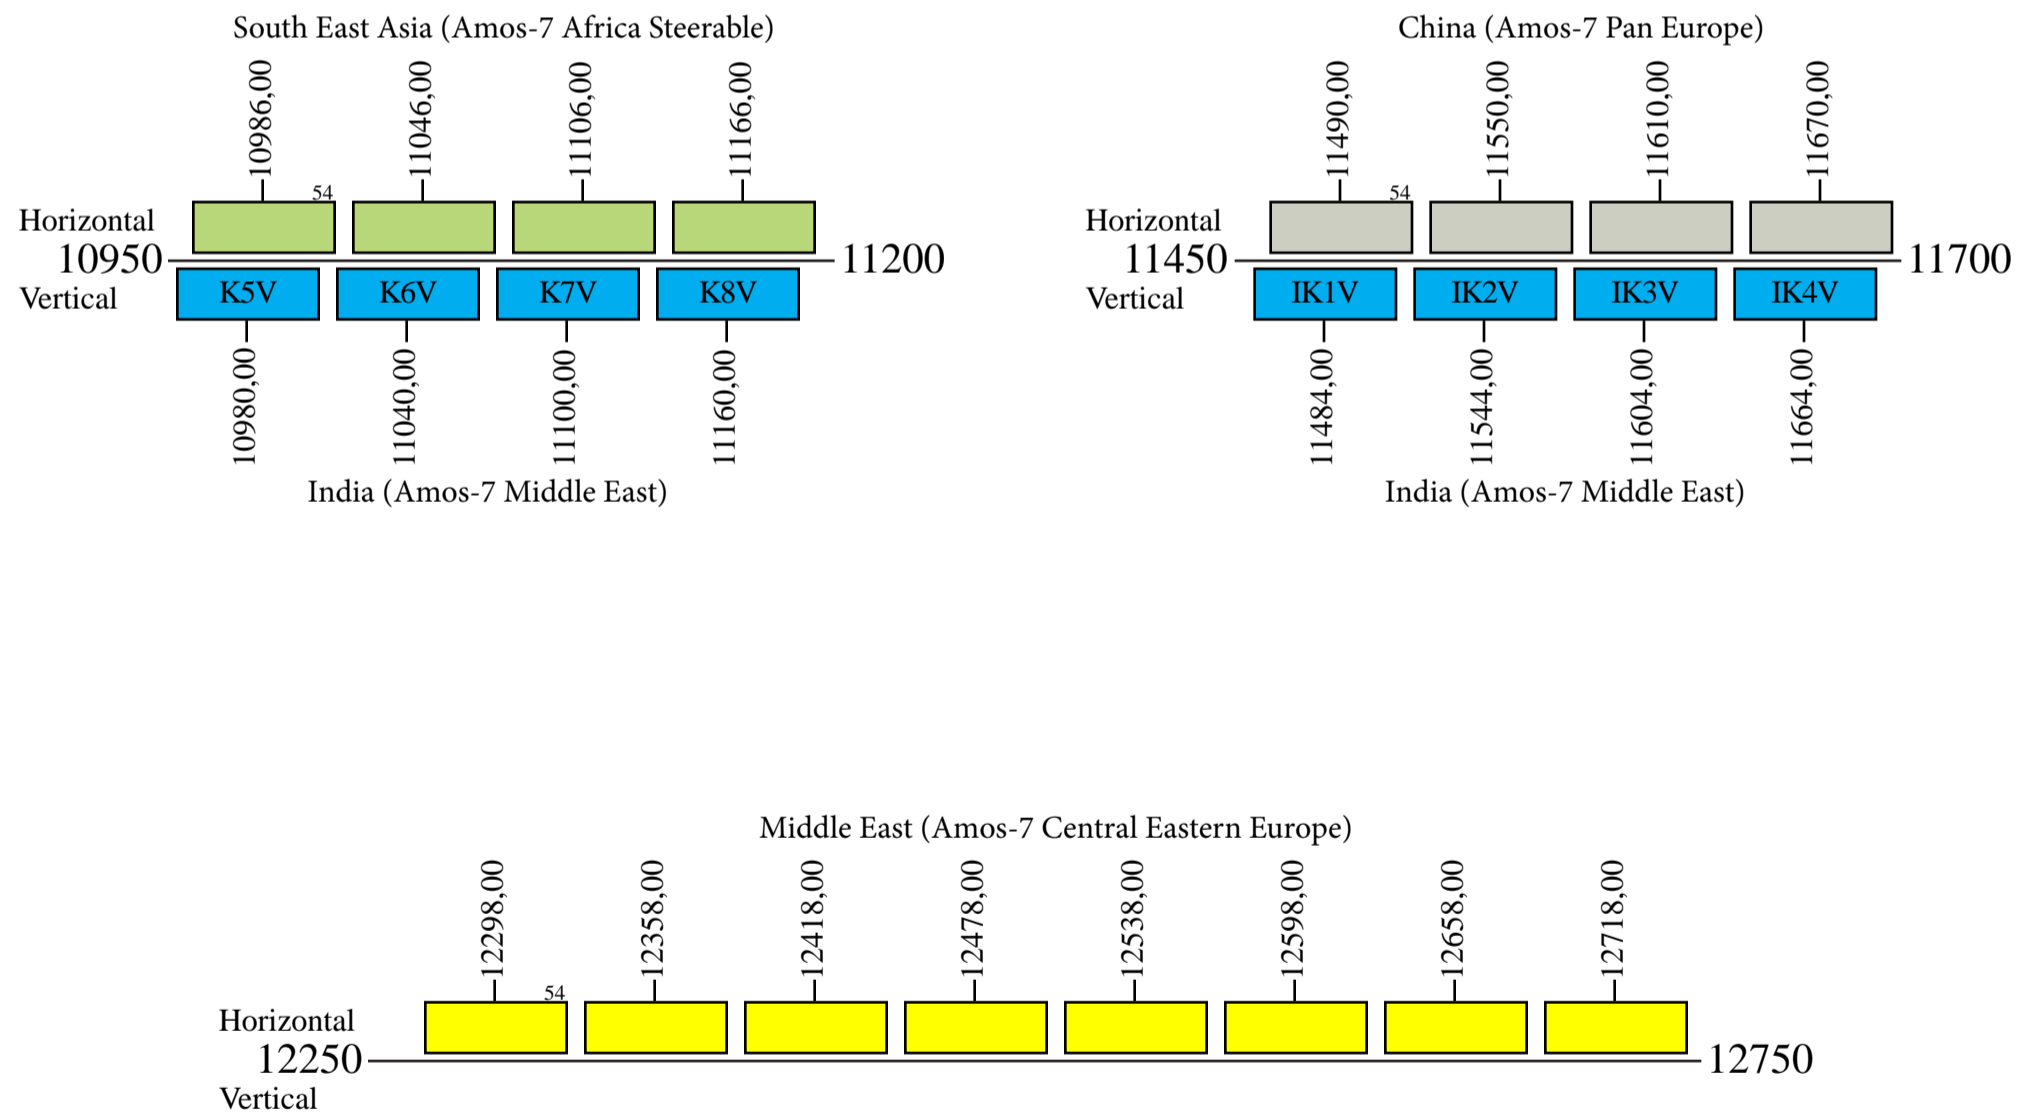 South East Asia (Amos-7 Africa Steerable)
10986,00 11046,00 11106,00 11166,00
54
Horizontal
10950 11200
Vertical
K5V K6V K7V K8V
10980,00 11040,00 11100,00 11160,00
India (Amos-7 Middle East)
China (Amos-7 Pan Europe)
11490,00 11550,00 11610,00 11670,00
54
Horizontal
11450 11700
Vertical
IK1V IK2V IK3V IK4V
11484,00 11544,00 11604,00 11664,00
India (Amos-7 Middle East)
Middle East (Amos-7 Central Eastern Europe)
12298,00 12358,00 12418,00 12478,00 12538,00 12598,00 12658,00 12718,00
54
Horizontal
12250 12750
Vertical